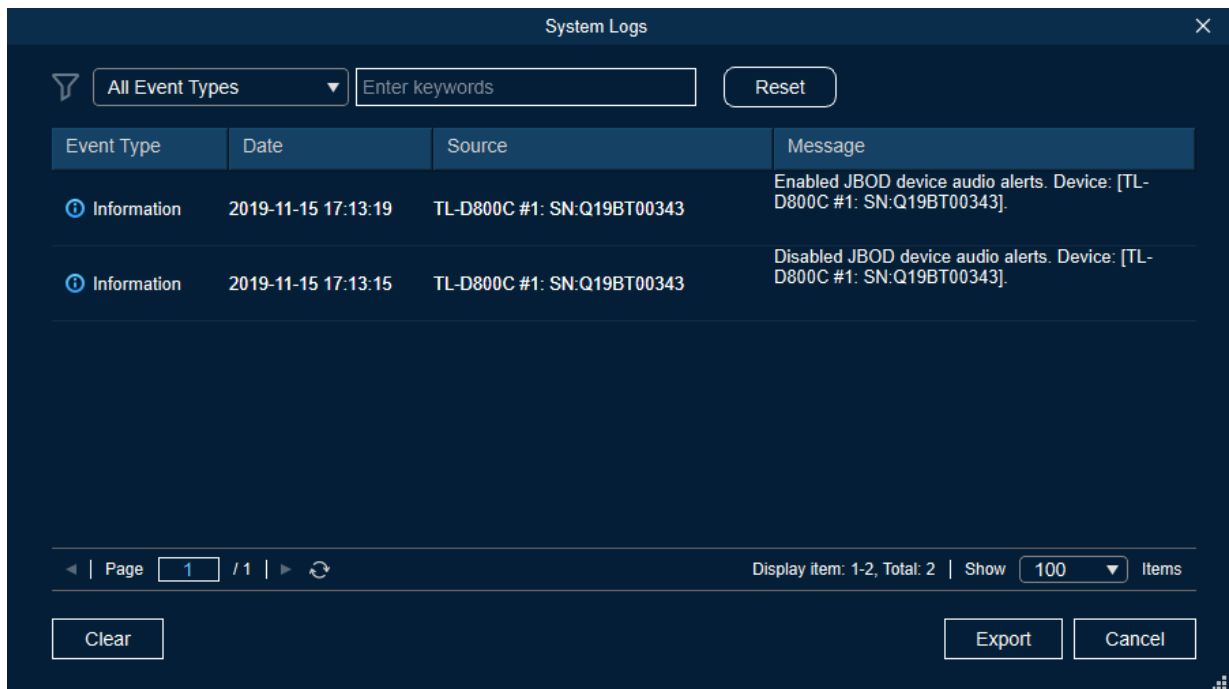 System Logs
All Event Types Enter keywords Reset
Event Type Date Source Message
Information 2019-11-15 17:13:19 TL-D800C #1: SN:Q19BT00343 Enabled JBOD device audio alerts. Device: [TL-
D800C #1: SN:Q19BT00343].
Information 2019-11-15 17:13:15 TL-D800C #1: SN:Q19BT00343 Disabled JBOD device audio alerts. Device: [TL-
D800C #1: SN:Q19BT00343].
Page 1 / 1 Display item: 1-2, Total: 2 | Show 100 Items
Clear Export Cancel